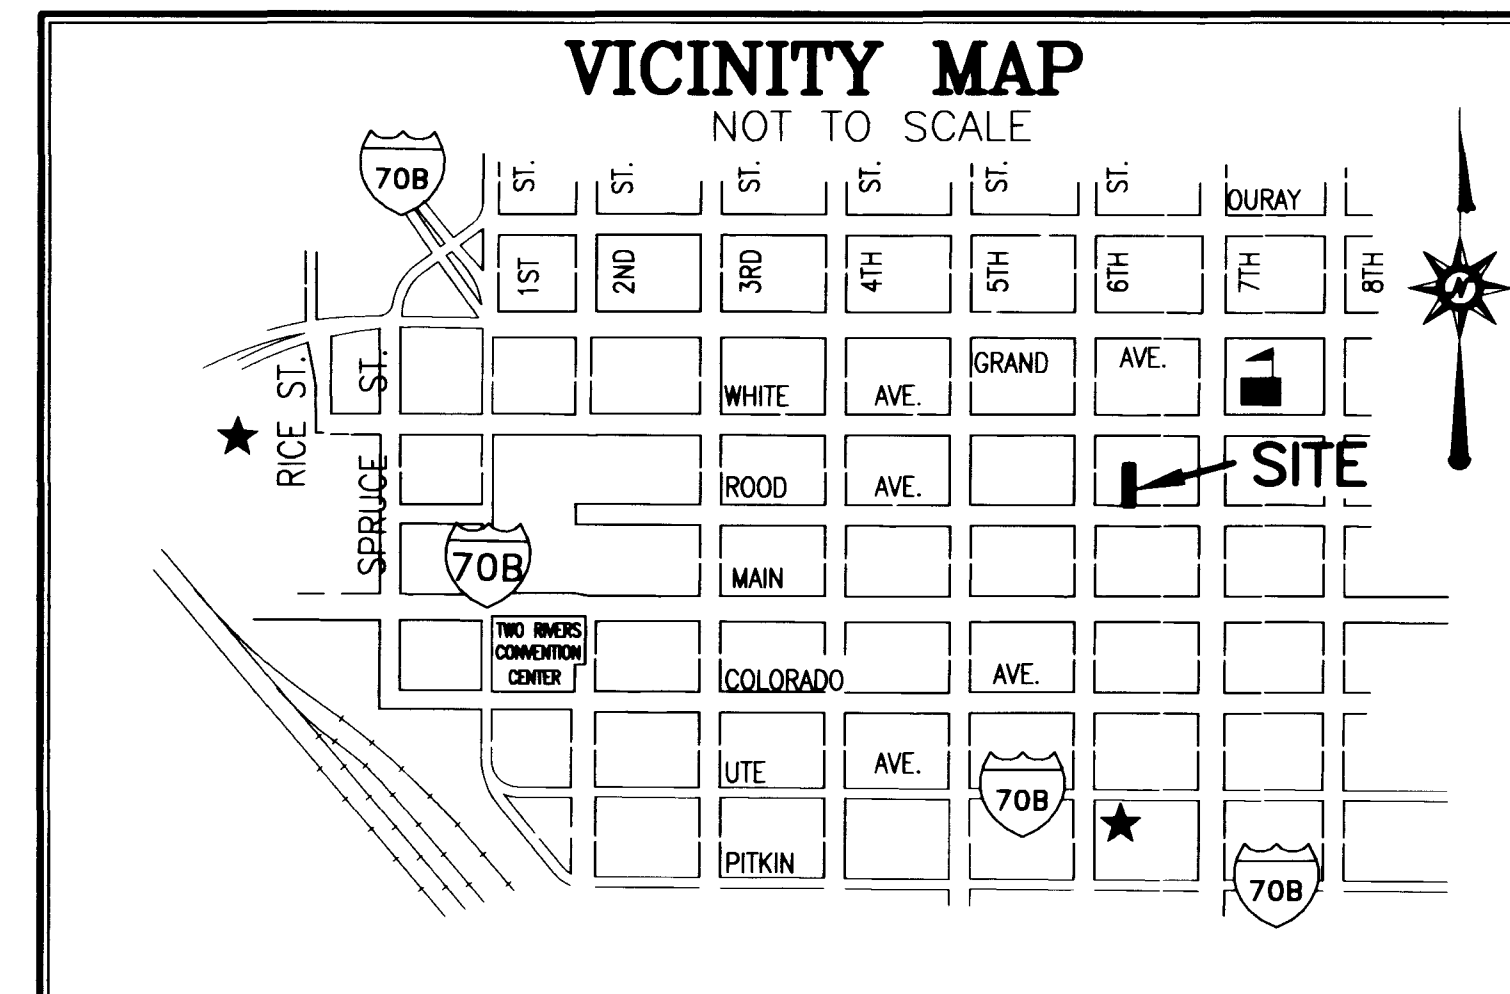 VICINITY MAP
NOT TO SCALE
70B
ST.
ST.
ST.
ST.
ST.
ST.
OURAY
1ST
2ND
3RD
4TH
5TH
6TH
7TH
8TH
N
RICE ST.
SPRUCE ST.
GRAND AVE.
WHITE AVE.
SITE
ROOD AVE.
70B
MAIN
TWO RIVERS
CONVENTION
CENTER
COLORADO AVE.
UTE AVE.
70B
PITKIN
70B